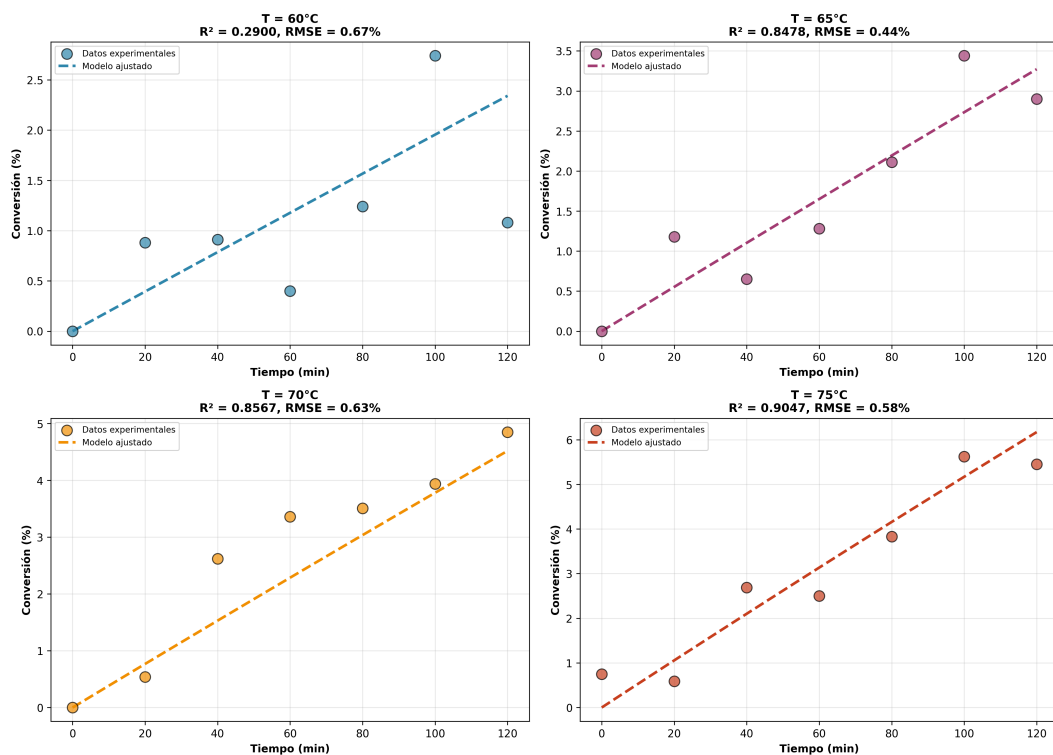 T = 60°C
R² = 0.2900, RMSE = 0.67%
Datos experimentales
Modelo ajustado
Conversión (%)
2.5
2.0
1.5
1.0
0.5
0.0
0 20 40 60 80 100 120
Tiempo (min)
T = 65°C
R² = 0.8478, RMSE = 0.44%
Datos experimentales
Modelo ajustado
Conversión (%)
3.5
3.0
2.5
2.0
1.5
1.0
0.5
0.0
0 20 40 60 80 100 120
Tiempo (min)
T = 70°C
R² = 0.8567, RMSE = 0.63%
Datos experimentales
Modelo ajustado
Conversión (%)
5
4
3
2
1
0
0 20 40 60 80 100 120
Tiempo (min)
T = 75°C
R² = 0.9047, RMSE = 0.58%
Datos experimentales
Modelo ajustado
Conversión (%)
6
5
4
3
2
1
0
0 20 40 60 80 100 120
Tiempo (min)